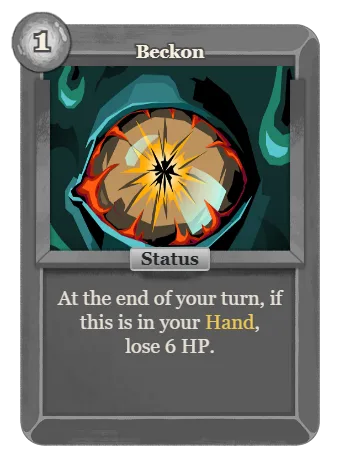 1
Beckon
Status
At the end of your turn, if
this is in your Hand,
lose 6 HP.